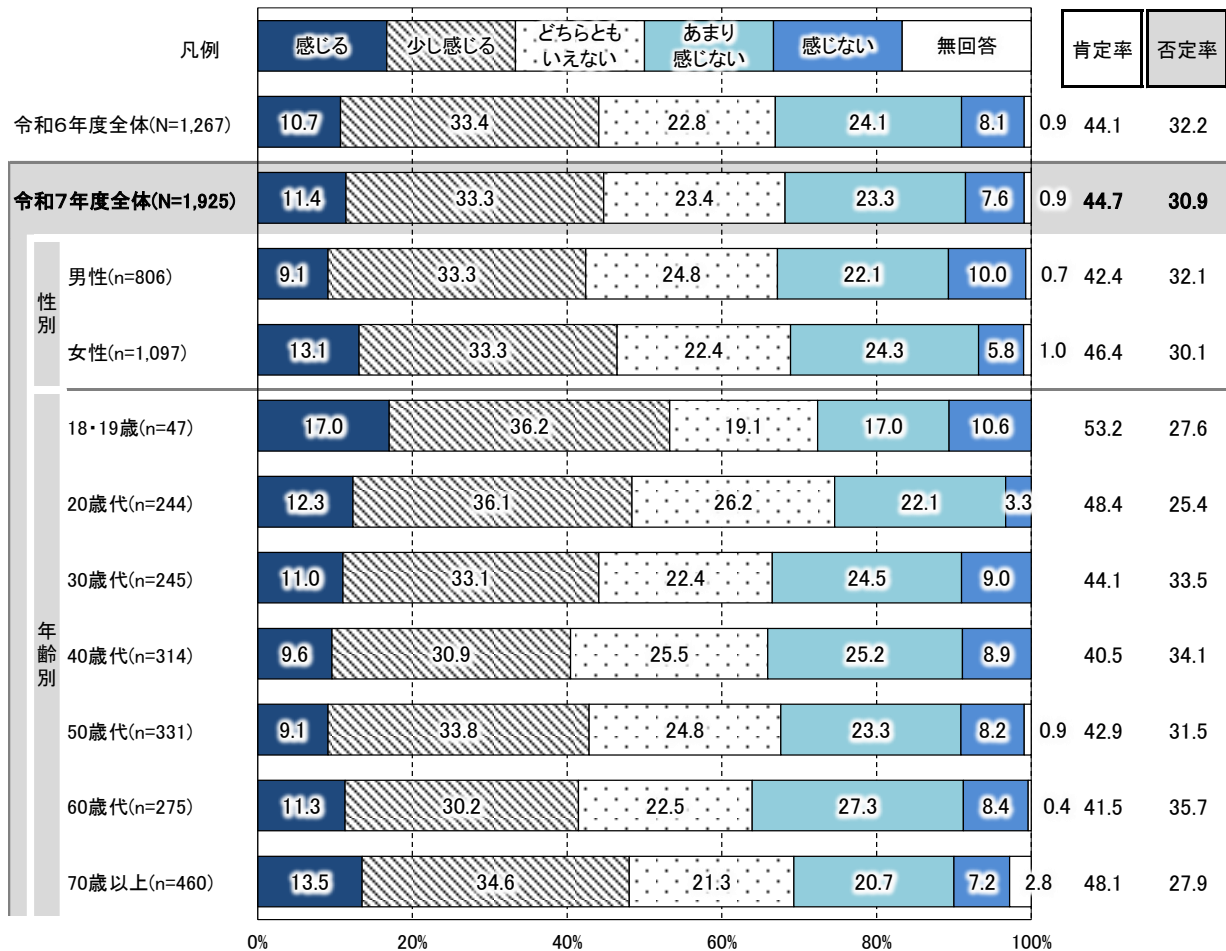 凡例 感じる 少し感じる どちらとも あまり 感じない 無回答 肯定率 否定率
いえない 感じない
令和6年度全体(N=1,267) 10.7 33.4 22.8 24.1 8.1 0.9 44.1 32.2
令和7年度全体(N=1,925) 11.4 33.3 23.4 23.3 7.6 0.9 44.7 30.9
性別
男性(n=806) 9.1 33.3 24.8 22.1 10.0 0.7 42.4 32.1
女性(n=1,097) 13.1 33.3 22.4 24.3 5.8 1.0 46.4 30.1
年齢別
18・19歳(n=47) 17.0 36.2 19.1 17.0 10.6 53.2 27.6
20歳代(n=244) 12.3 36.1 26.2 22.1 3.3 48.4 25.4
30歳代(n=245) 11.0 33.1 22.4 24.5 9.0 44.1 33.5
40歳代(n=314) 9.6 30.9 25.5 25.2 8.9 40.5 34.1
50歳代(n=331) 9.1 33.8 24.8 23.3 8.2 0.9 42.9 31.5
60歳代(n=275) 11.3 30.2 22.5 27.3 8.4 0.4 41.5 35.7
70歳以上(n=460) 13.5 34.6 21.3 20.7 7.2 2.8 48.1 27.9
0% 20% 40% 60% 80% 100%